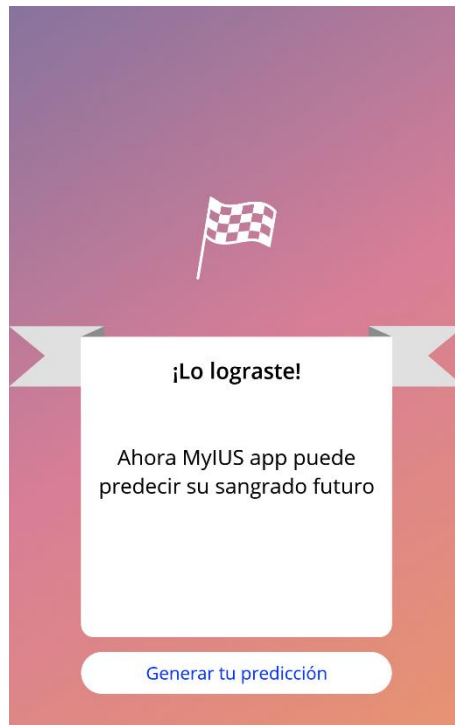 ¡Lo lograste!
Ahora MyIUS app puede
predecir su sangrado futuro
Generar tu predicción